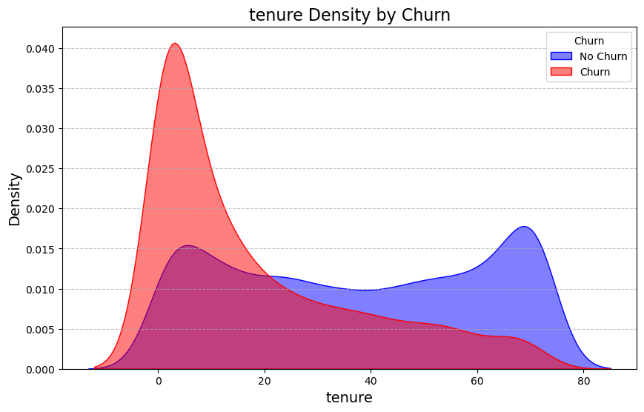 tenure Density by Churn
Churn
No Churn
Churn
0.040
0.035
0.030
0.025
0.020
0.015
0.010
0.005
0.000
Density
0 20 40 60 80
tenure